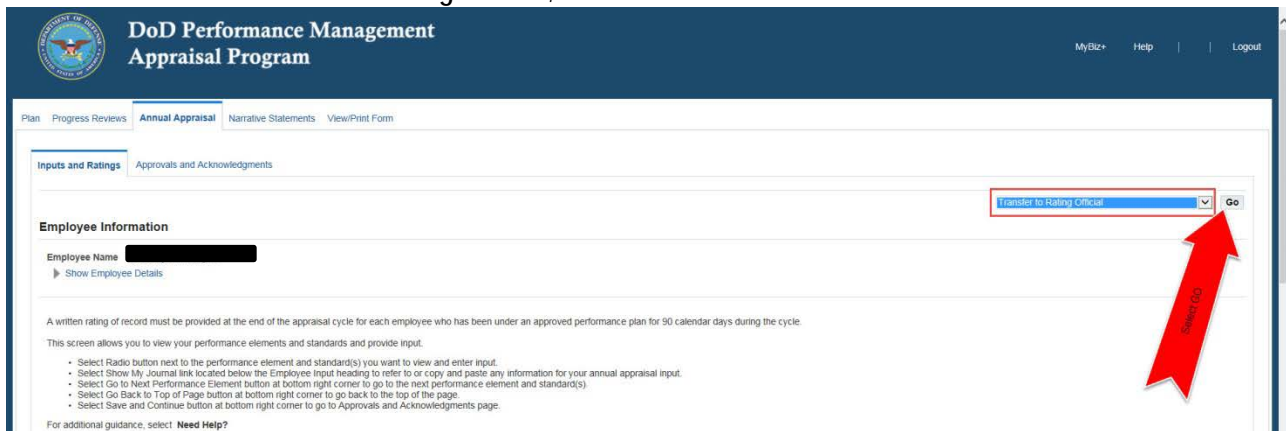 DoD Performance Management
Appraisal Program
MyBiz+ Help | | Logout
Plan Progress Reviews Annual Appraisal Narrative Statements View/Print Form
Inputs and Ratings Approvals and Acknowledgments
Transfer to Rating Official Go
Employee Information
Employee Name
Show Employee Details
Select GO
A written rating of record must be provided at the end of the appraisal cycle for each employee who has been under an approved performance plan for 90 calendar days during the cycle.
This screen allows you to view your performance elements and standards and provide input.
• Select Radio button next to the performance element and standard(s) you want to view and enter input.
• Select Show My Journal link located below the Employee Input heading to refer to or copy and paste any information for your annual appraisal input.
• Select Go to Next Performance Element button at bottom right corner to go to the next performance element and standard(s).
• Select Go Back to Top of Page button at bottom right corner to go back to the top of the page.
• Select Save and Continue button at bottom right corner to go to Approvals and Acknowledgments page.
For additional guidance, select Need Help?